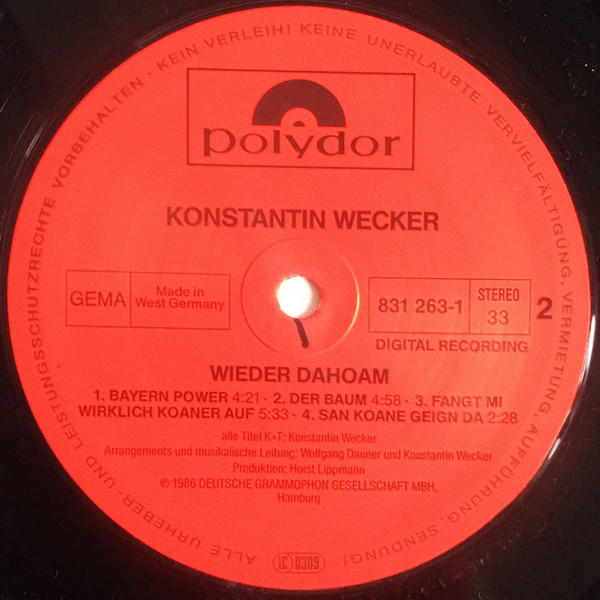 ALLE URHEBER- UND LEISTUNGSSCHUTZRECHTE VORBEHALTEN · KEIN VERLEIH! KEINE UNERLAUBTE VERVIELFÄLTIGUNG, VERMIETUNG, AUFFÜHRUNG, SENDUNG!
polydor
KONSTANTIN WECKER
GEMA
Made in
West Germany
831 263-1
STEREO
33
2
DIGITAL RECORDING
WIEDER DAHOAM
1. BAYERN POWER 4:21 · 2. DER BAUM 4:58 · 3. FANGT MI
WIRKLICH KOANER AUF 5:33 · 4. SAN KOANE GEIGN DA 2:28
alle Titel K+T: Konstantin Wecker
Arrangements und musikalische Leitung: Wolfgang Dauner und Konstantin Wecker
Produktion: Horst Lippmann
℗ 1986 DEUTSCHE GRAMMOPHON GESELLSCHAFT MBH,
Hamburg
LC 0309